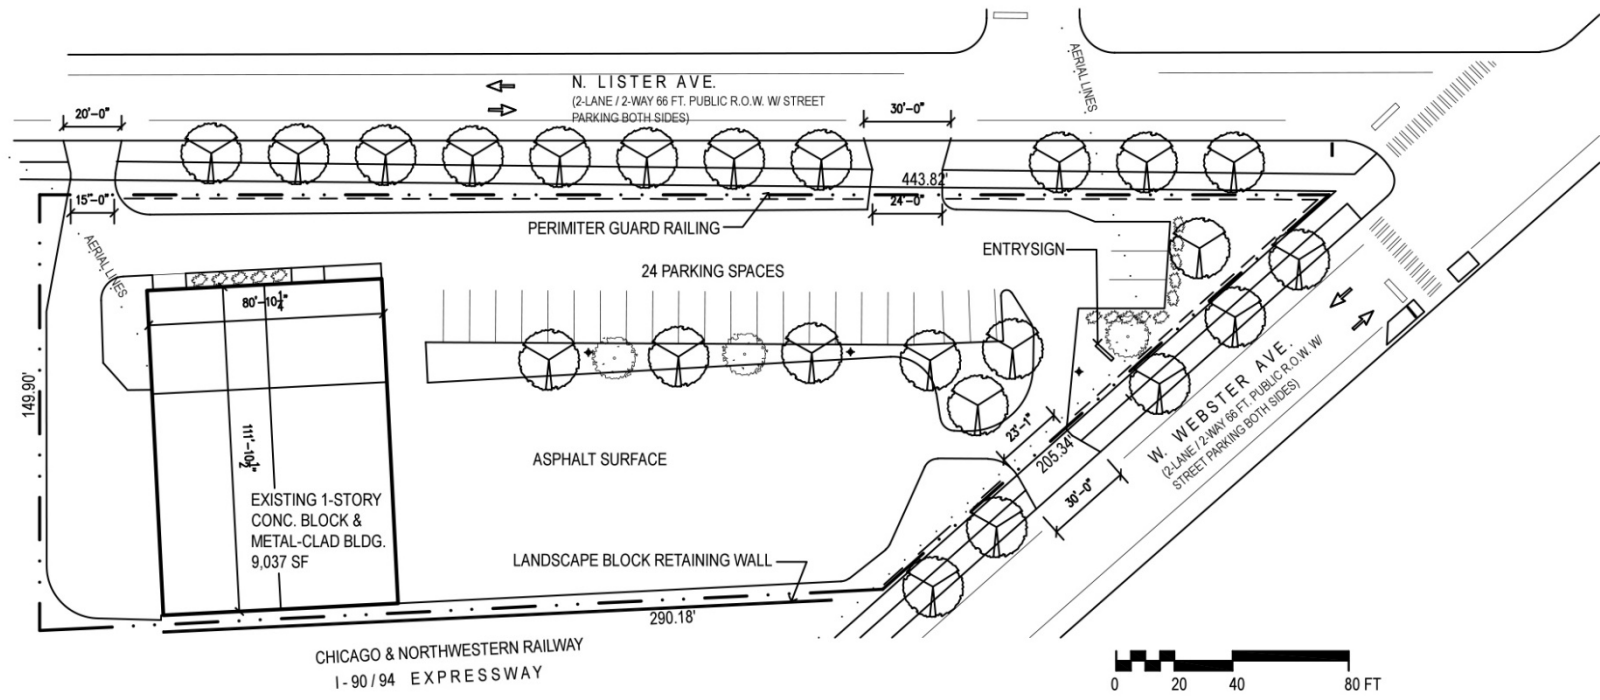 N. LISTER AVE.
(2-LANE / 2-WAY 66 FT. PUBLIC R.O.W. W/ STREET
PARKING BOTH SIDES)
AERIAL LINES
20'-0"
30'-0"
443.82'
15'-0"
24'-0"
PERIMITER GUARD RAILING
ENTRYSIGN
AERIAL LINES
24 PARKING SPACES
80'-10¼"
149.90'
111'-10½"
23'-1"
205.34'
30'-0"
W. WEBSTER AVE.
(2-LANE / 2-WAY 66 FT. PUBLIC R.O.W. W/
STREET PARKING BOTH SIDES)
ASPHALT SURFACE
EXISTING 1-STORY
CONC. BLOCK &
METAL-CLAD BLDG.
9,037 SF
LANDSCAPE BLOCK RETAINING WALL
290.18'
CHICAGO & NORTHWESTERN RAILWAY
I - 90 / 94 EXPRESSWAY
0 20 40 80 FT